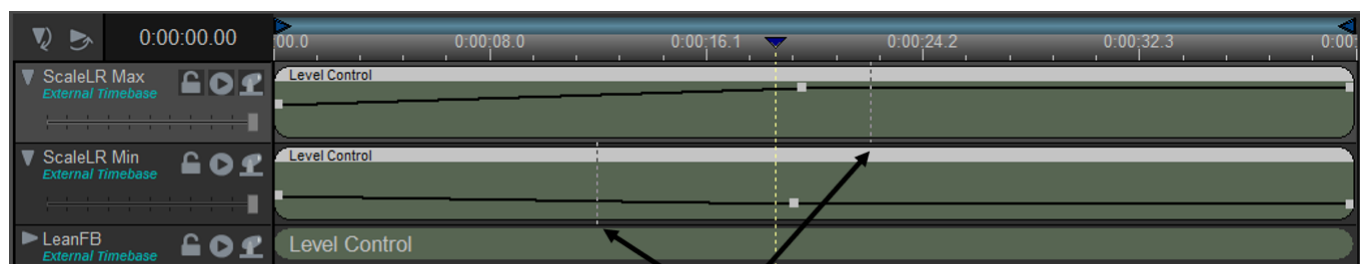 0:00:00.00
00.0 0:00:08.0 0:00:16.1 0:00:24.2 0:00:32.3 0:00:
ScaleLR Max
External Timebase
Level Control
ScaleLR Min
External Timebase
Level Control
LeanFB
External Timebase
Level Control